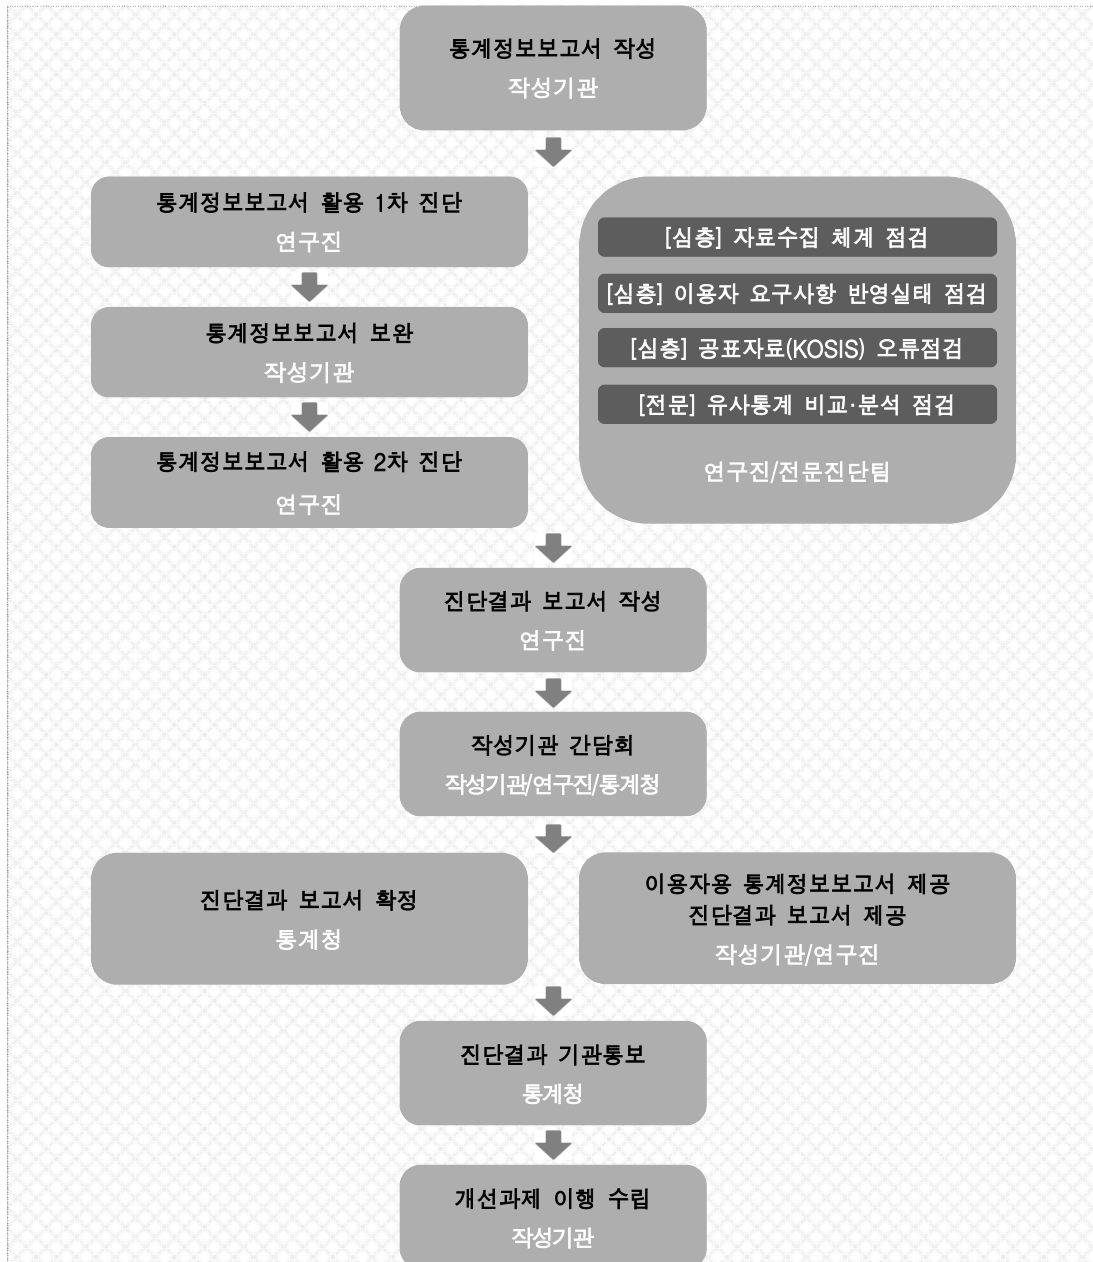 통계정보보고서 작성
작성기관
통계정보보고서 활용 1차 진단
연구진
통계정보보고서 보완
작성기관
통계정보보고서 활용 2차 진단
연구진
[심층] 자료수집 체계 점검
[심층] 이용자 요구사항 반영실태 점검
[심층] 공표자료(KOSIS) 오류점검
[전문] 유사통계 비교·분석 점검
연구진/전문진단팀
진단결과 보고서 작성
연구진
작성기관 간담회
작성기관/연구진/통계청
진단결과 보고서 확정
통계청
이용자용 통계정보보고서 제공
진단결과 보고서 제공
작성기관/연구진
진단결과 기관통보
통계청
개선과제 이행 수립
작성기관